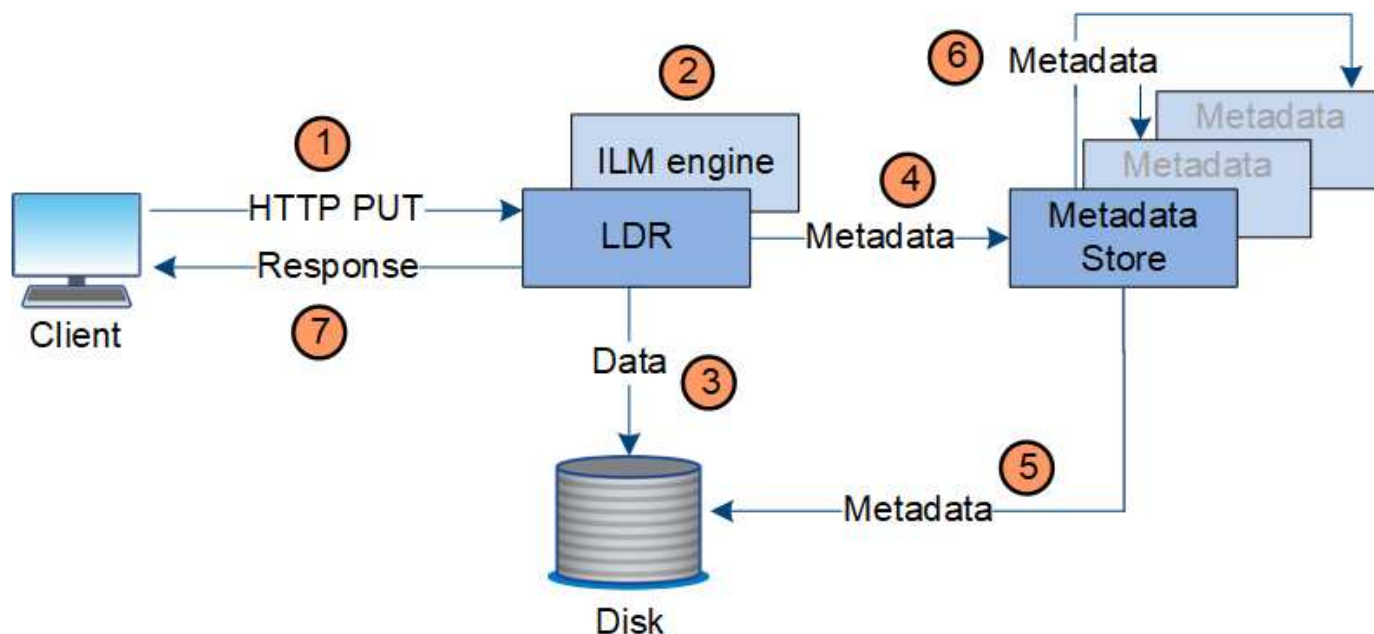 6
Metadata
2
Metadata
1
ILM engine
Metadata
4
HTTP PUT
LDR
Metadata
Metadata
Store
Response
Client
7
Data
3
5
Metadata
Disk